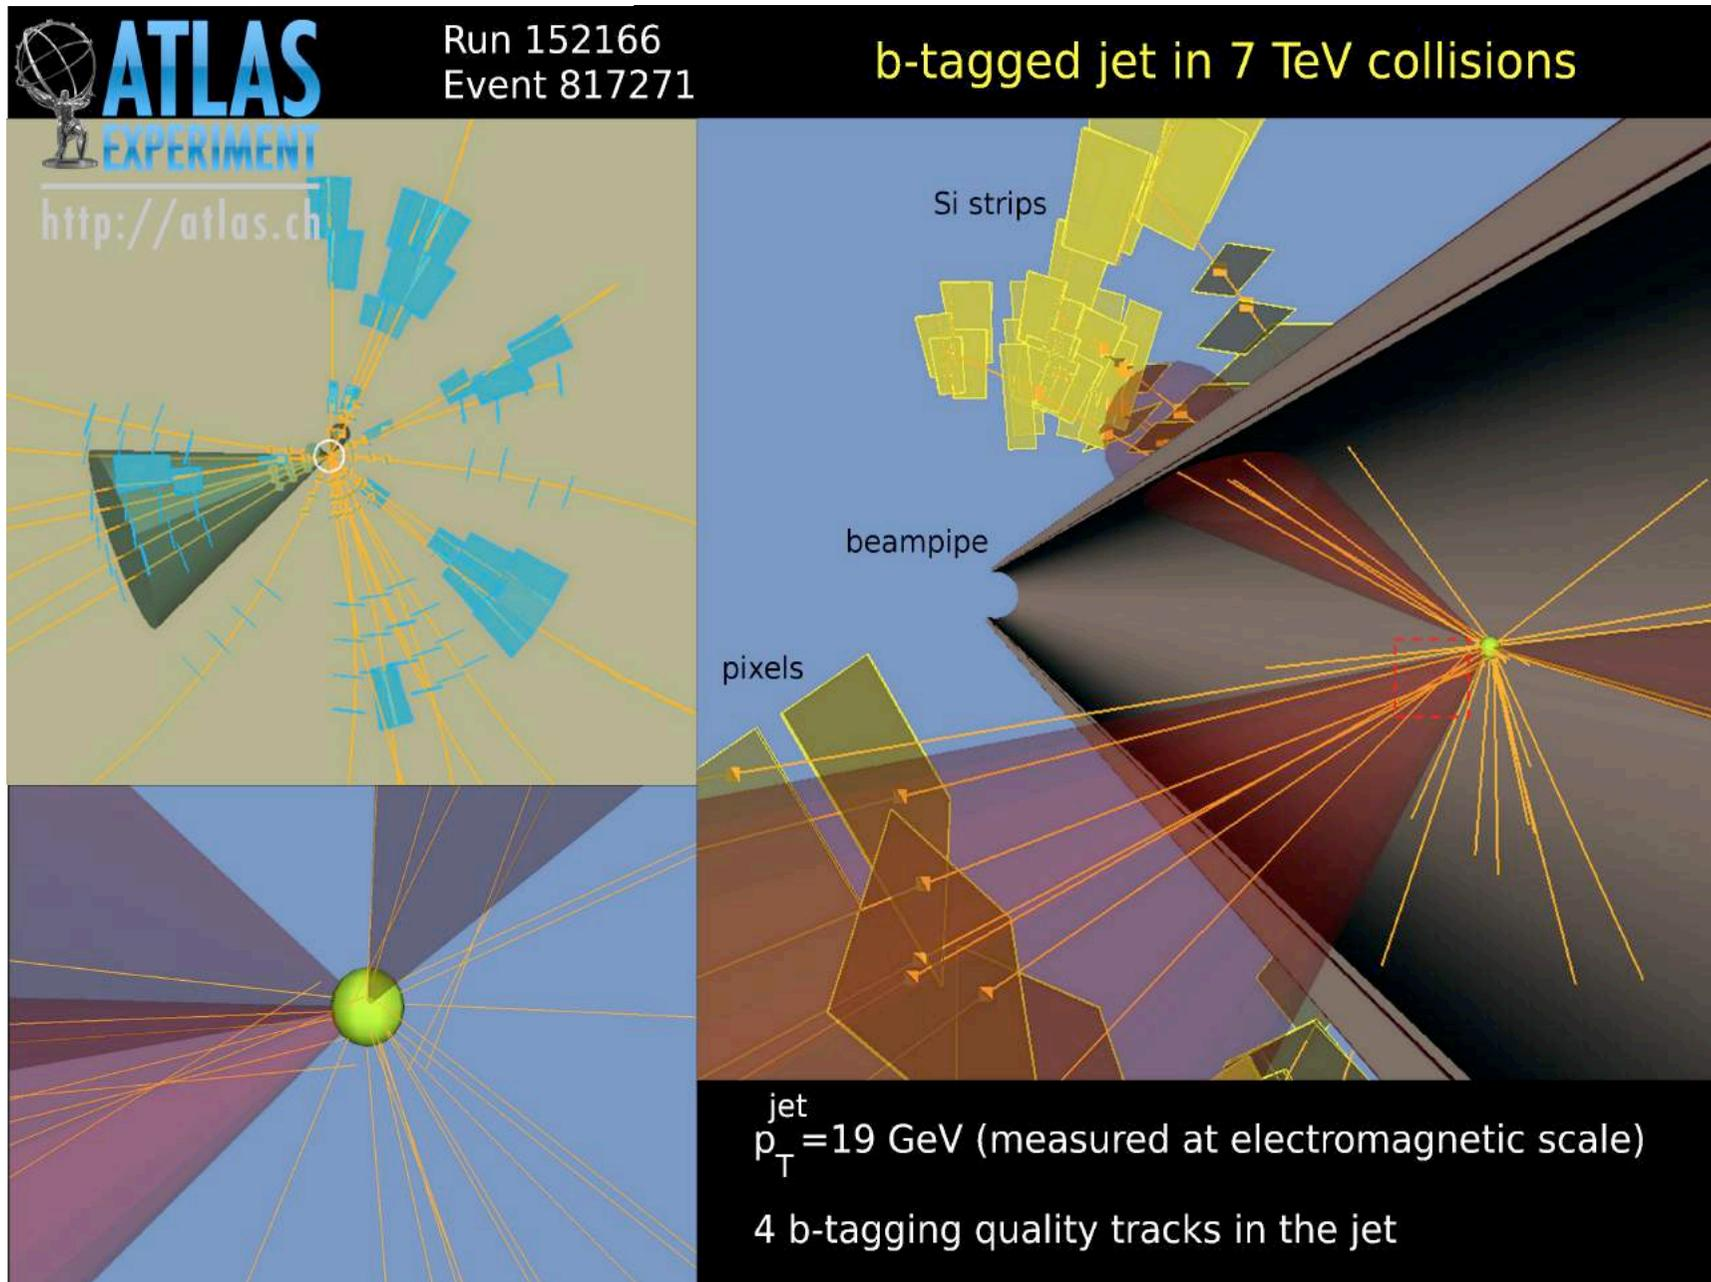 ATLAS
EXPERIMENT
http://atlas.ch
Run 152166
Event 817271
b-tagged jet in 7 TeV collisions
Si strips
beampipe
pixels
p_T^jet=19 GeV (measured at electromagnetic scale)
4 b-tagging quality tracks in the jet